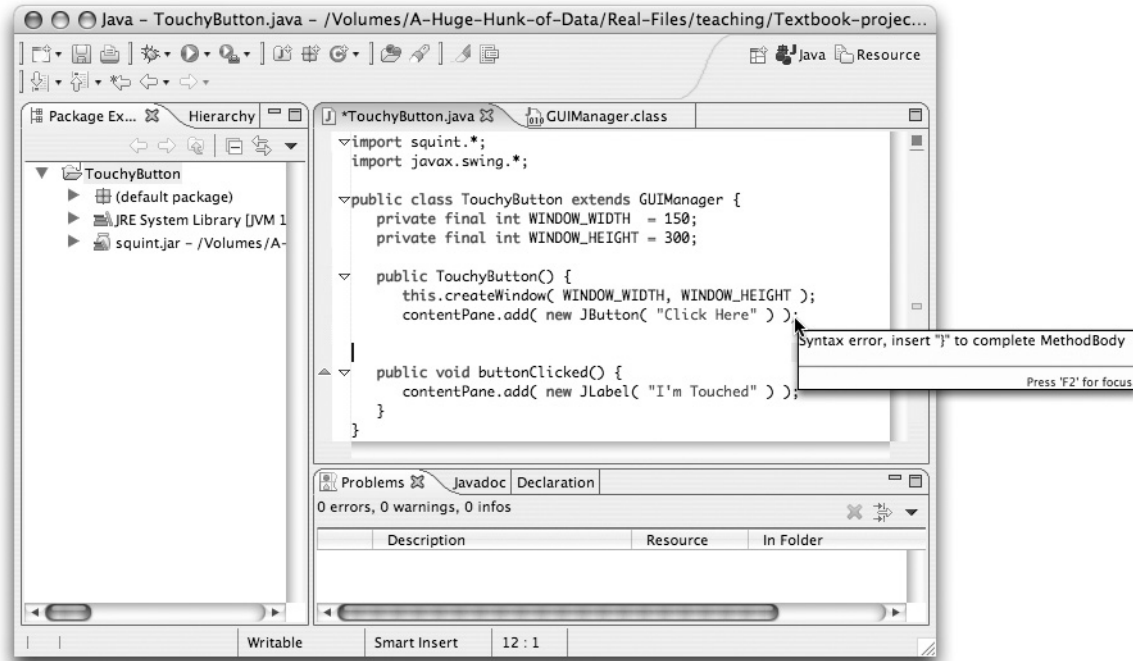 Java - TouchyButton.java - /Volumes/A-Huge-Hunk-of-Data/Real-Files/teaching/Textbook-projec...
Java Resource
Package Ex... Hierarchy
TouchyButton
(default package)
JRE System Library [JVM 1
squint.jar - /Volumes/A-
*TouchyButton.java GUIManager.class
import squint.*;
import javax.swing.*;
public class TouchyButton extends GUIManager {
private final int WINDOW_WIDTH = 150;
private final int WINDOW_HEIGHT = 300;
public TouchyButton() {
this.createWindow( WINDOW_WIDTH, WINDOW_HEIGHT );
contentPane.add( new JButton( "Click Here" ) );
Syntax error, insert "}" to complete MethodBody
Press 'F2' for focus
public void buttonClicked() {
contentPane.add( new JLabel( "I'm Touched" ) );
}
}
Problems Javadoc Declaration
0 errors, 0 warnings, 0 infos
Description Resource In Folder
Writable Smart Insert 12 : 1